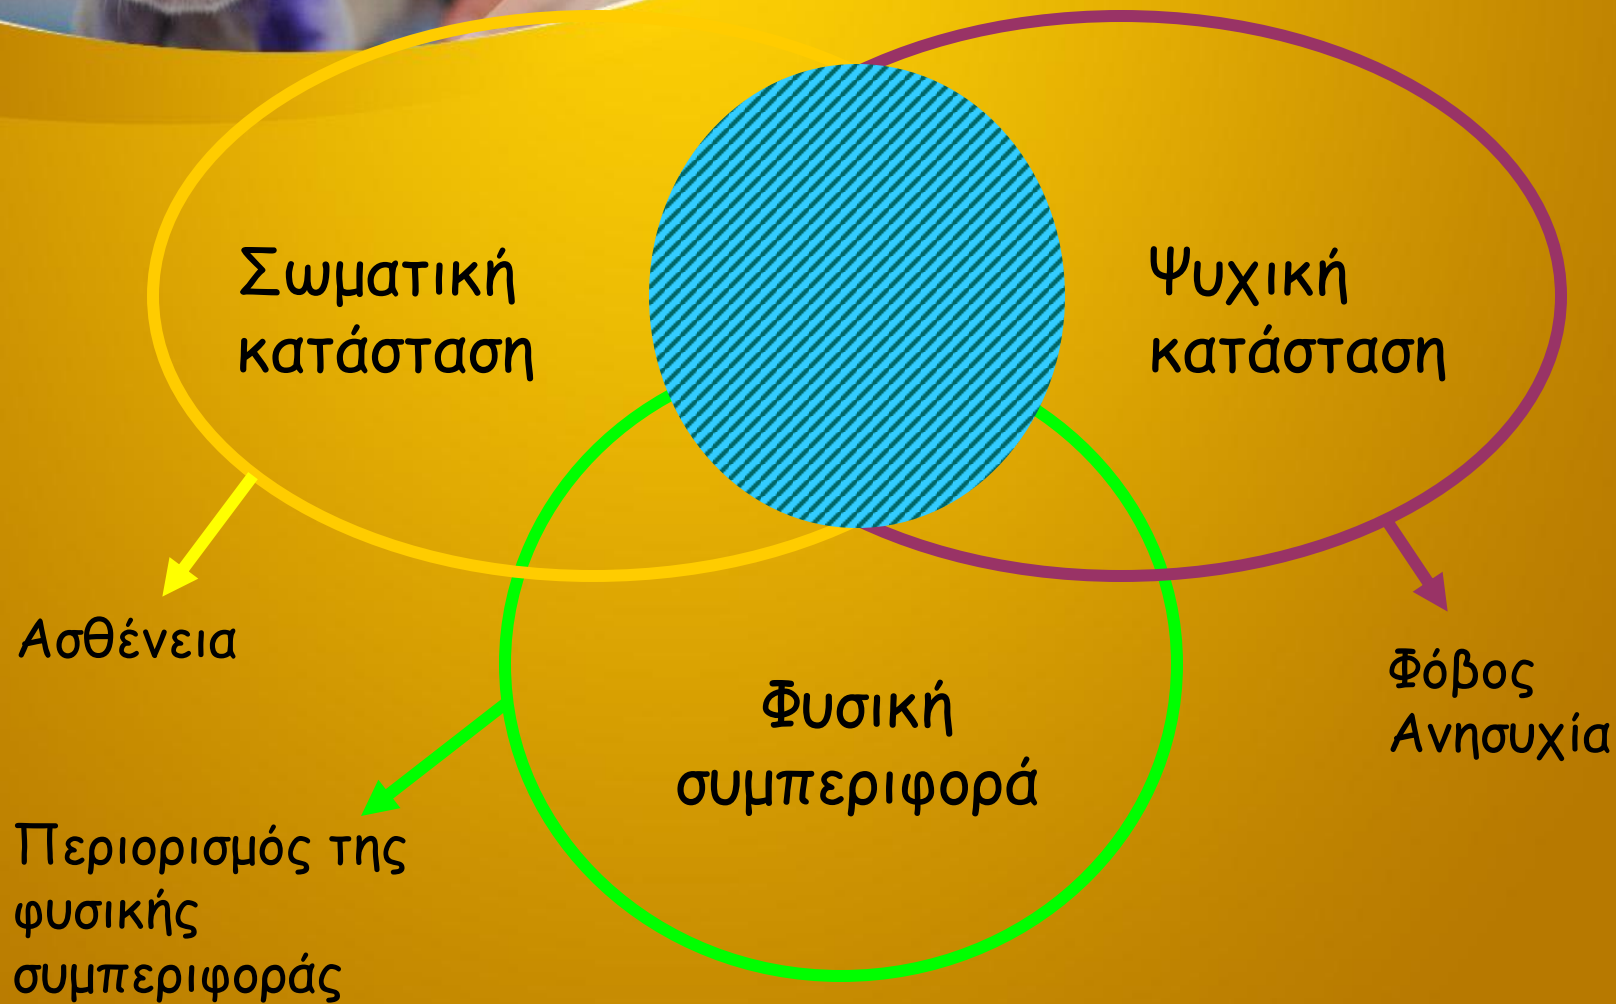 Σωματική
κατάσταση
Ψυχική
κατάσταση
Ασθένεια
Φόβος
Ανησυχία
Φυσική
συμπεριφορά
Περιορισμός της
φυσικής
συμπεριφοράς